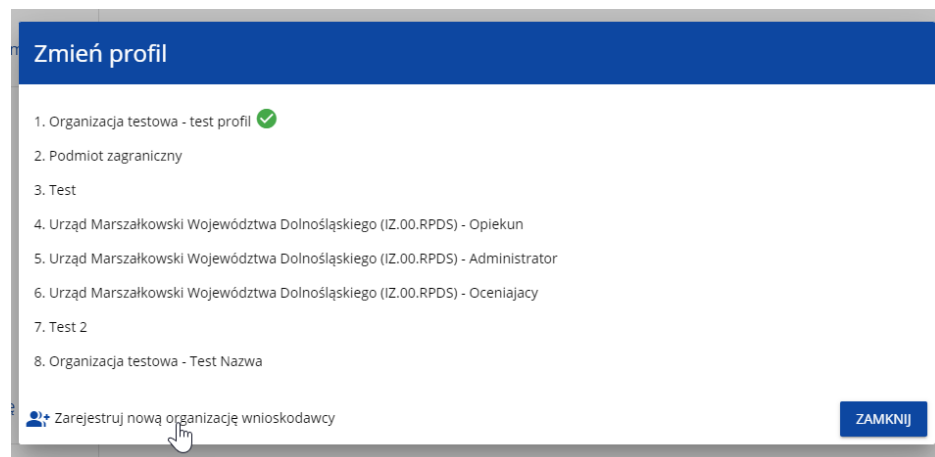 Zmień profil
1. Organizacja testowa - test profil
2. Podmiot zagraniczny
3. Test
4. Urząd Marszałkowski Województwa Dolnośląskiego (IZ.00.RPDS) - Opiekun
5. Urząd Marszałkowski Województwa Dolnośląskiego (IZ.00.RPDS) - Administrator
6. Urząd Marszałkowski Województwa Dolnośląskiego (IZ.00.RPDS) - Oceniajacy
7. Test 2
8. Organizacja testowa - Test Nazwa
Zarejestruj nową organizację wnioskodawcy
ZAMKNIJ